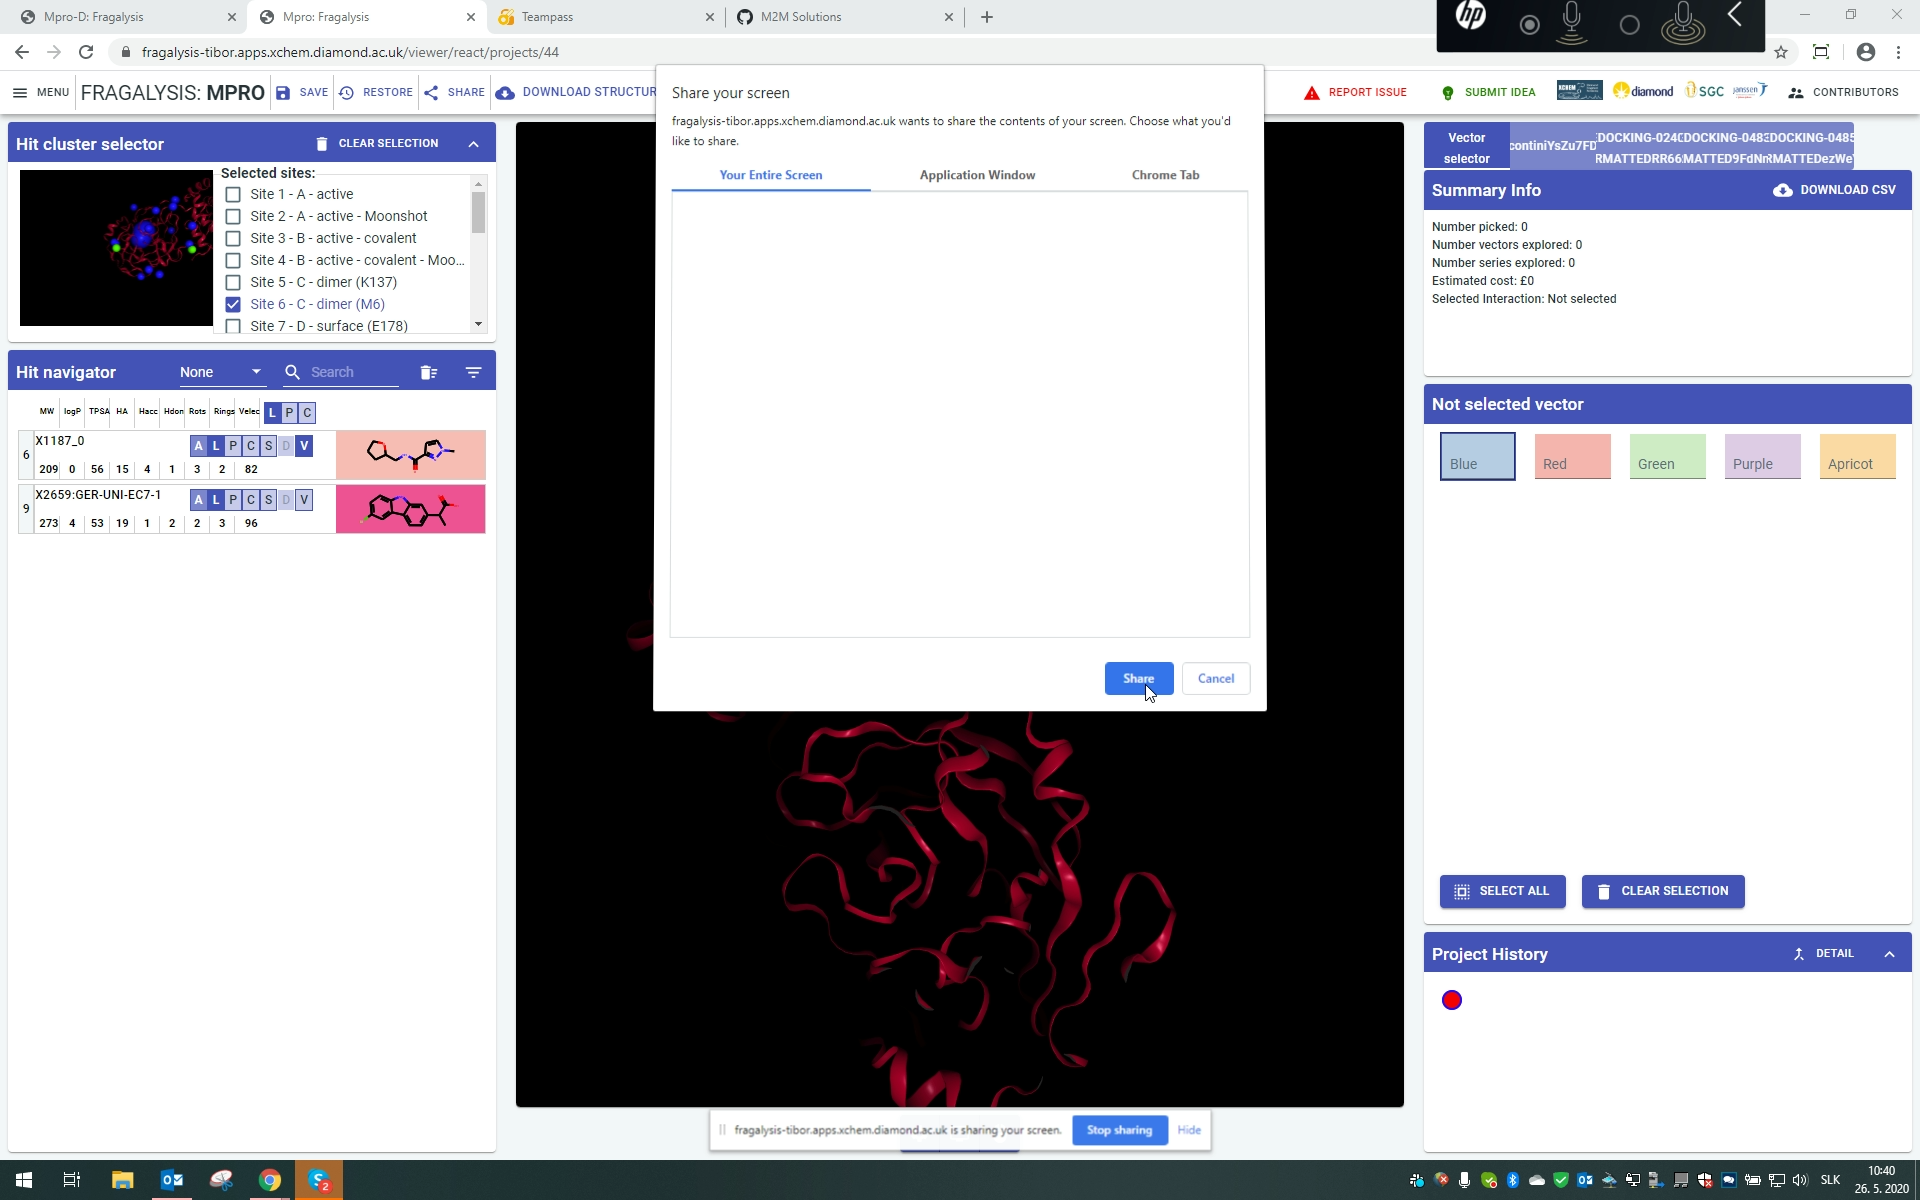 Mpro-D: Fragalysis
Mpro: Fragalysis
Teampass
M2M Solutions
hp
fragalysis-tibor.apps.xchem.diamond.ac.uk/viewer/react/projects/44
MENU
FRAGALYSIS: MPRO
SAVE
RESTORE
SHARE
DOWNLOAD STRUCTUR
REPORT ISSUE
SUBMIT IDEA
XCHEM
diamond
SGC
janssen
CONTRIBUTORS
Share your screen
fragalysis-tibor.apps.xchem.diamond.ac.uk wants to share the contents of your screen. Choose what you'd
like to share.
Your Entire Screen
Application Window
Chrome Tab
Share
Cancel
Hit cluster selector
CLEAR SELECTION
Selected sites:
Site 1 - A - active
Site 2 - A - active - Moonshot
Site 3 - B - active - covalent
Site 4 - B - active - covalent - Moo...
Site 5 - C - dimer (K137)
Site 6 - C - dimer (M6)
Site 7 - D - surface (E178)
Hit navigator
None
Search
MW logP TPSA HA Hacc Hdon Rots Rings Velec L P C
6
X1187_0
A L P C S D V
209 0 56 15 4 1 3 2 82
9
X2659:GER-UNI-EC7-1
A L P C S D V
273 4 53 19 1 2 2 3 96
Vector
selector
continiYsZu7FD
DOCKING-0240
RMATTEDRR66
DOCKING-0483
MATTED9FdNn
DOCKING-0485
RMATTEDezWe
Summary Info
DOWNLOAD CSV
Number picked: 0
Number vectors explored: 0
Number series explored: 0
Estimated cost: £0
Selected Interaction: Not selected
Not selected vector
Blue
Red
Green
Purple
Apricot
SELECT ALL
CLEAR SELECTION
Project History
DETAIL
fragalysis-tibor.apps.xchem.diamond.ac.uk is sharing your screen.
Stop sharing
Hide
2
SLK
10:40
26. 5. 2020